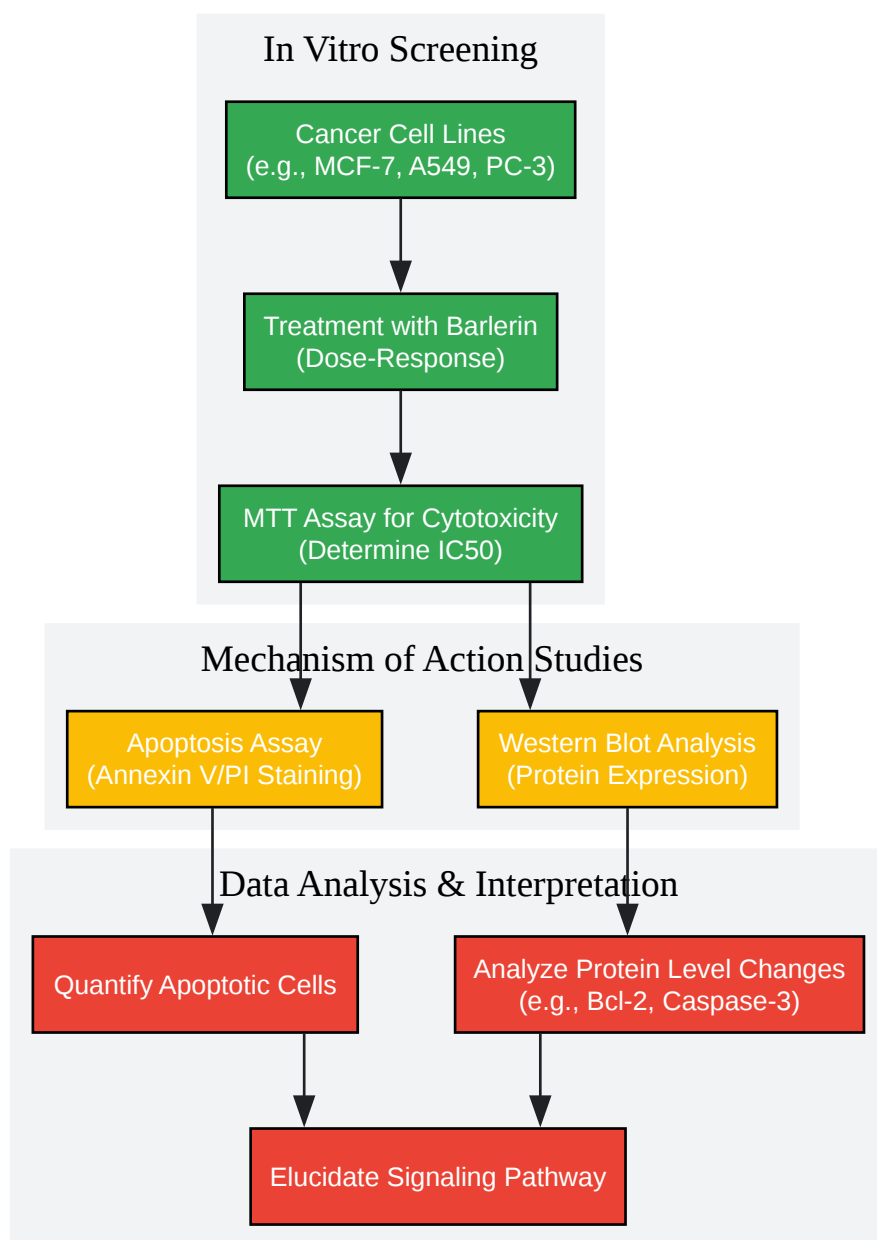 In Vitro Screening
Cancer Cell Lines
(e.g., MCF-7, A549, PC-3)
Treatment with Barlerin
(Dose-Response)
MTT Assay for Cytotoxicity
(Determine IC50)
Mechanism of Action Studies
Apoptosis Assay
(Annexin V/PI Staining)
Western Blot Analysis
(Protein Expression)
Data Analysis & Interpretation
Quantify Apoptotic Cells
Analyze Protein Level Changes
(e.g., Bcl-2, Caspase-3)
Elucidate Signaling Pathway